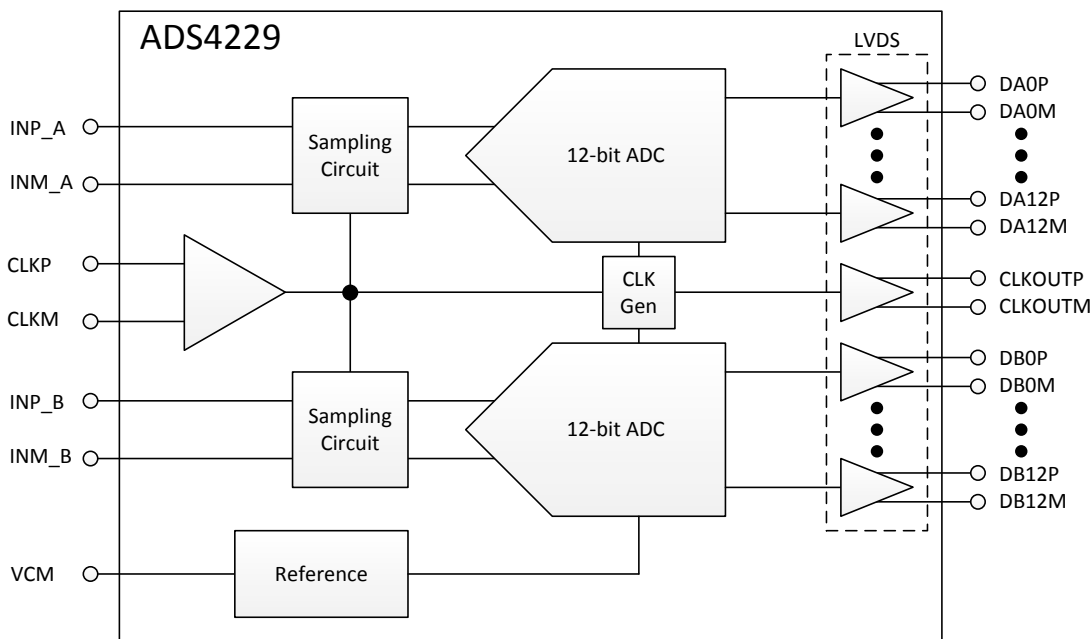 ADS4229
LVDS
INP_A
INM_A
Sampling
Circuit
12-bit ADC
DA0P
DA0M
DA12P
DA12M
CLKP
CLKM
CLK
Gen
CLKOUTP
CLKOUTM
INP_B
INM_B
Sampling
Circuit
12-bit ADC
DB0P
DB0M
DB12P
DB12M
VCM
Reference